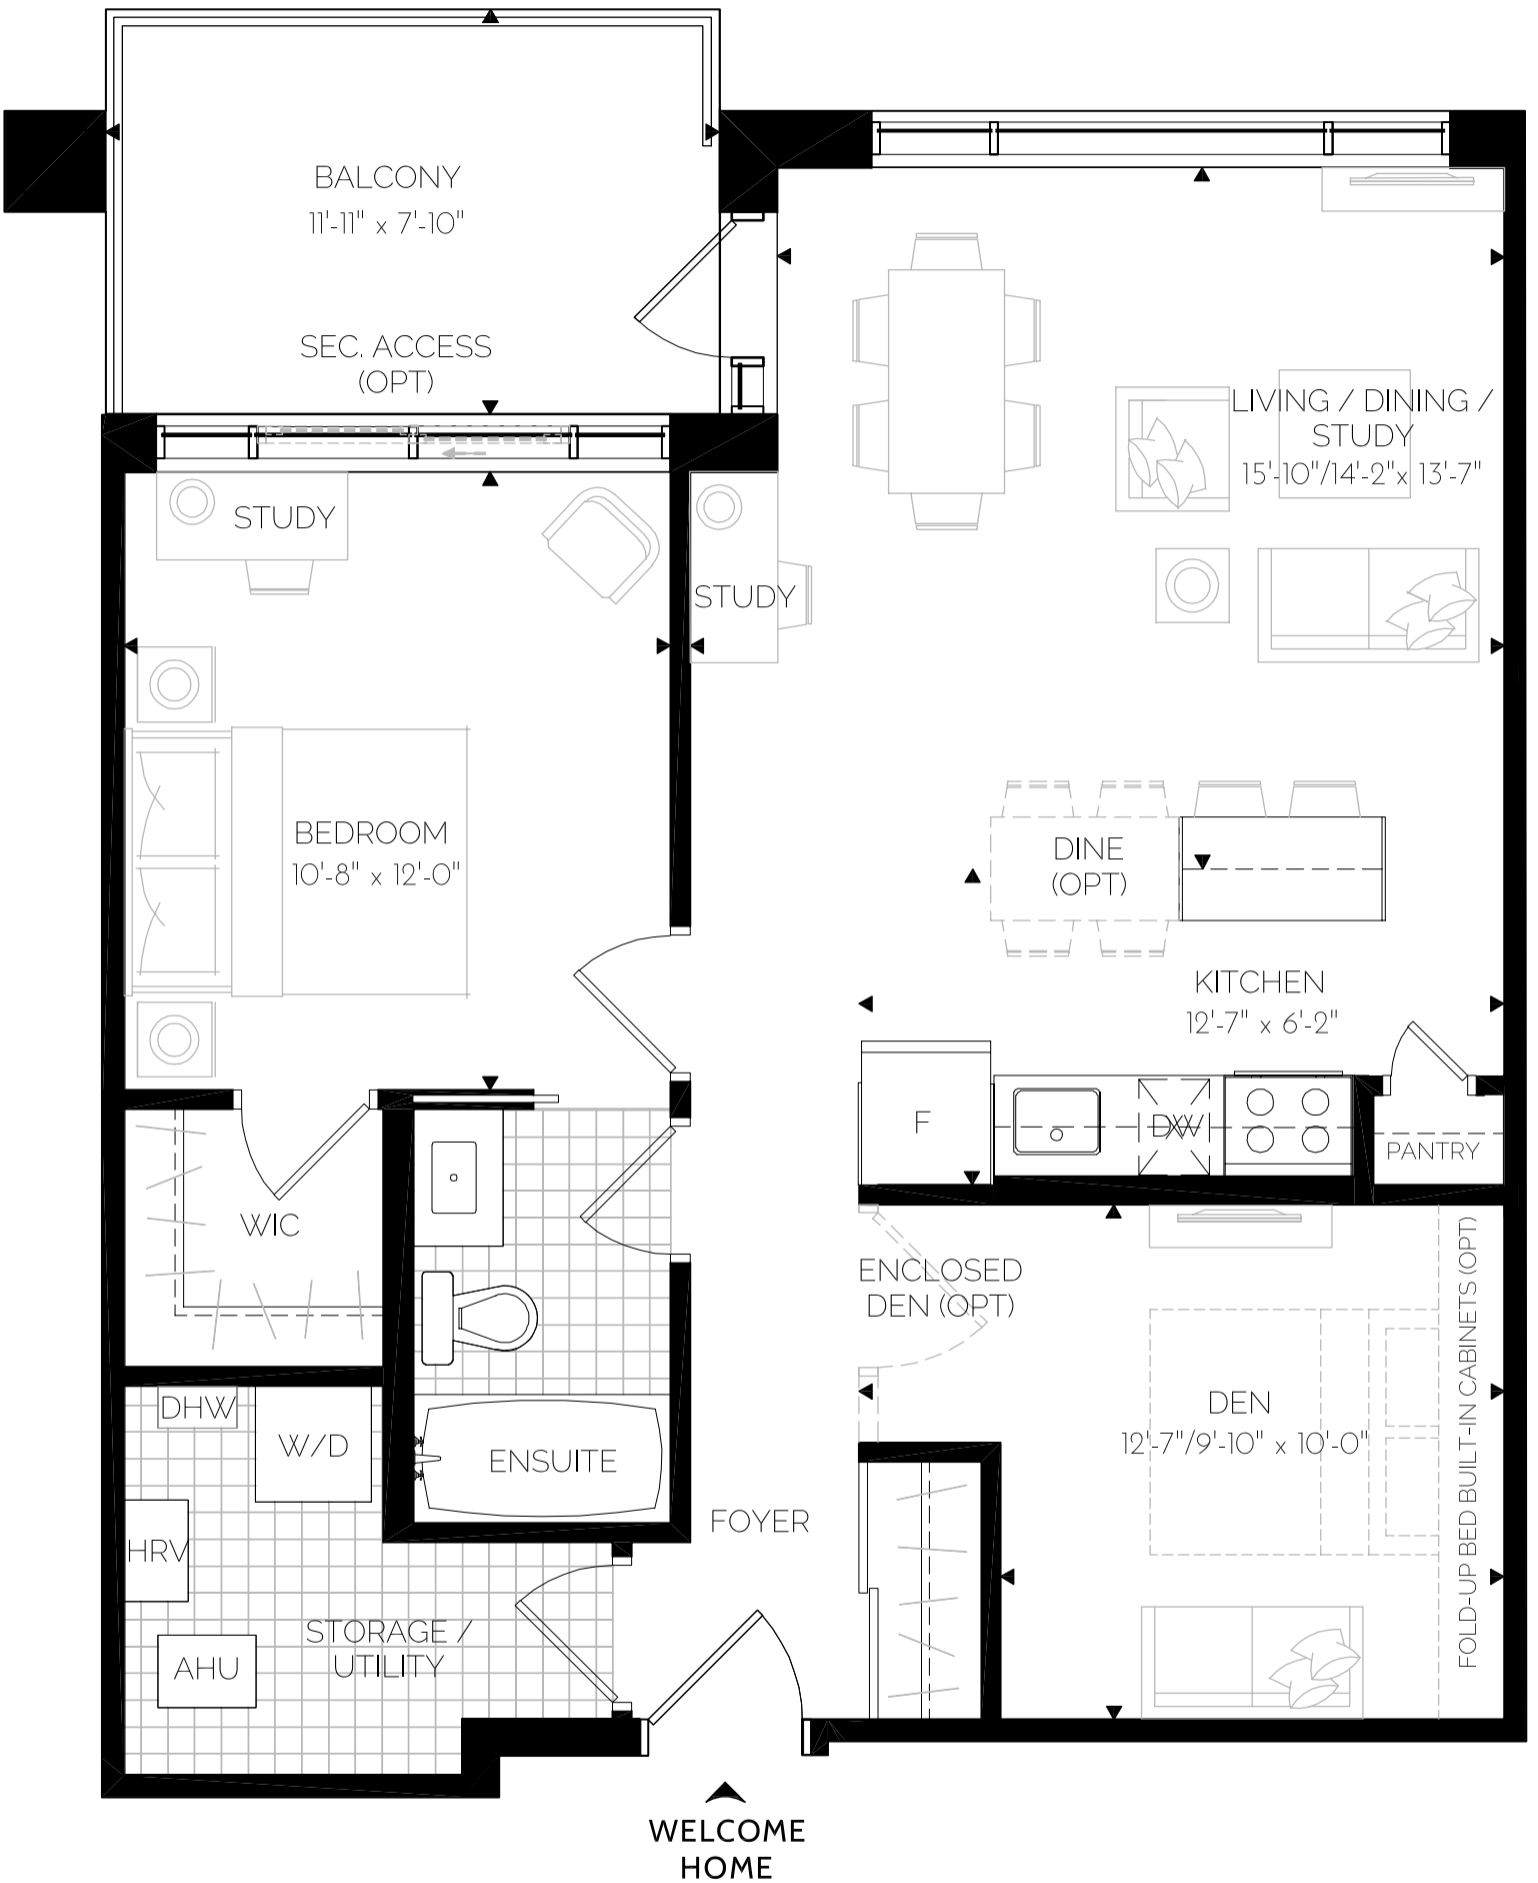 BALCONY
11'-11" x 7'-10"
SEC. ACCESS
(OPT)
LIVING / DINING /
STUDY
15'-10"/14'-2"x 13'-7"
STUDY
STUDY
BEDROOM
10'-8" x 12'-0"
DINE
(OPT)
KITCHEN
12'-7" x 6'-2"
F
DW
PANTRY
WIC
ENCLOSED
DEN (OPT)
DEN
12'-7"/9'-10" x 10'-0"
FOLD-UP BED BUILT-IN CABINETS (OPT)
DHW
W/D
ENSUITE
FOYER
HRV
STORAGE /
UTILITY
AHU
WELCOME
HOME